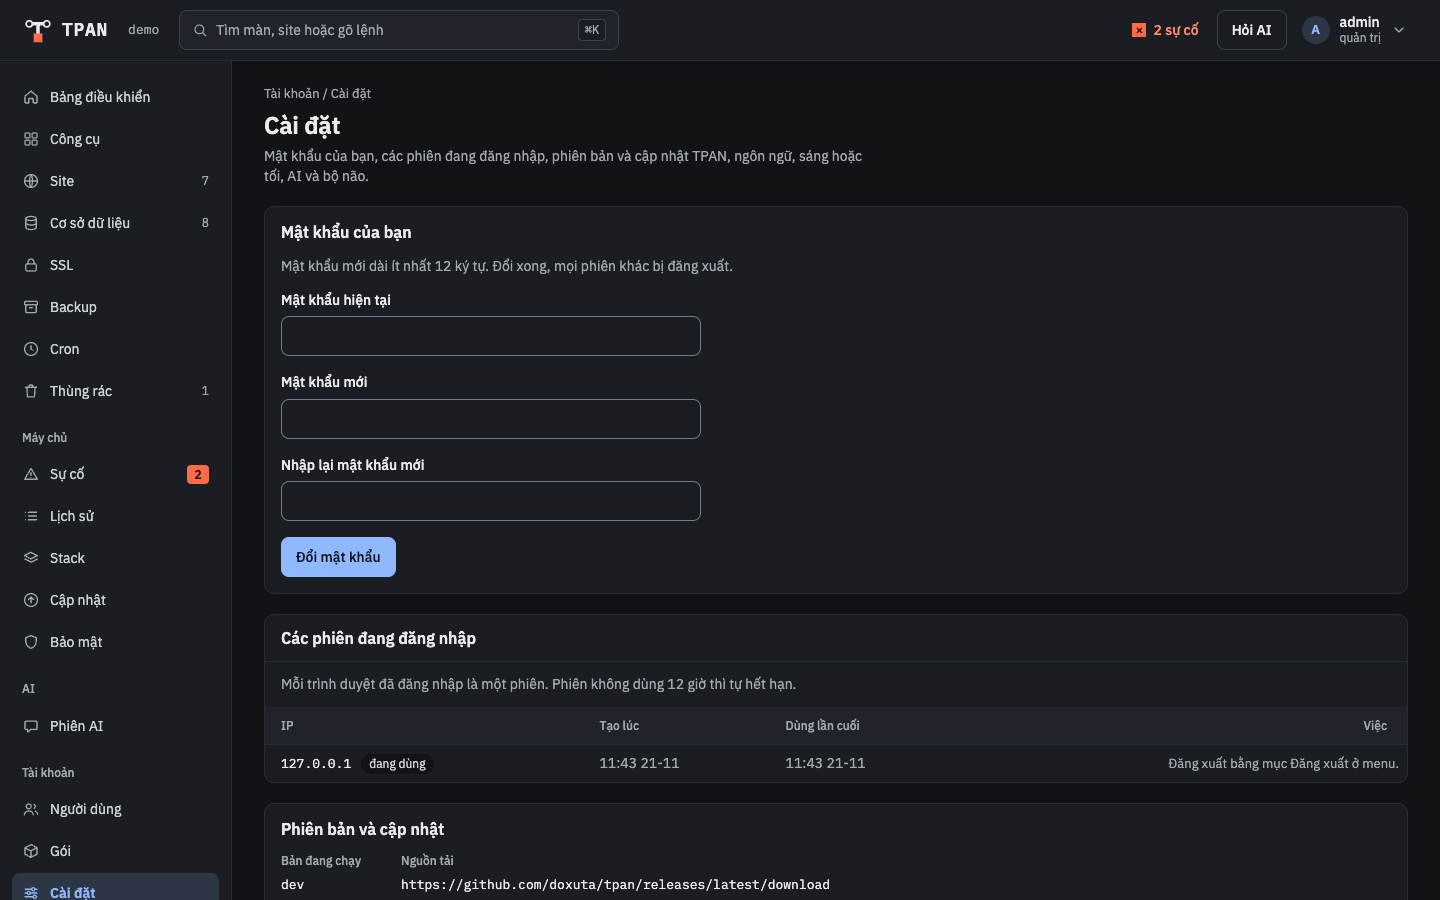 TPAN
demo
Tìm màn, site hoặc gõ lệnh
⌘K
2 sự cố
Hỏi AI
A
admin
quản trị
Bảng điều khiển
Công cụ
Site 7
Cơ sở dữ liệu 8
SSL
Backup
Cron
Thùng rác 1
Máy chủ
Sự cố 2
Lịch sử
Stack
Cập nhật
Bảo mật
AI
Phiên AI
Tài khoản
Người dùng
Gói
Cài đặt
Tài khoản / Cài đặt
Cài đặt
Mật khẩu của bạn, các phiên đang đăng nhập, phiên bản và cập nhật TPAN, ngôn ngữ, sáng hoặc
tối, AI và bộ não.
Mật khẩu của bạn
Mật khẩu mới dài ít nhất 12 ký tự. Đổi xong, mọi phiên khác bị đăng xuất.
Mật khẩu hiện tại
Mật khẩu mới
Nhập lại mật khẩu mới
Đổi mật khẩu
Các phiên đang đăng nhập
Mỗi trình duyệt đã đăng nhập là một phiên. Phiên không dùng 12 giờ thì tự hết hạn.
IP Tạo lúc Dùng lần cuối Việc
127.0.0.1 đang dùng 11:43 21-11 11:43 21-11 Đăng xuất bằng mục Đăng xuất ở menu.
Phiên bản và cập nhật
Bản đang chạy Nguồn tải
dev https://github.com/doxuta/tpan/releases/latest/download